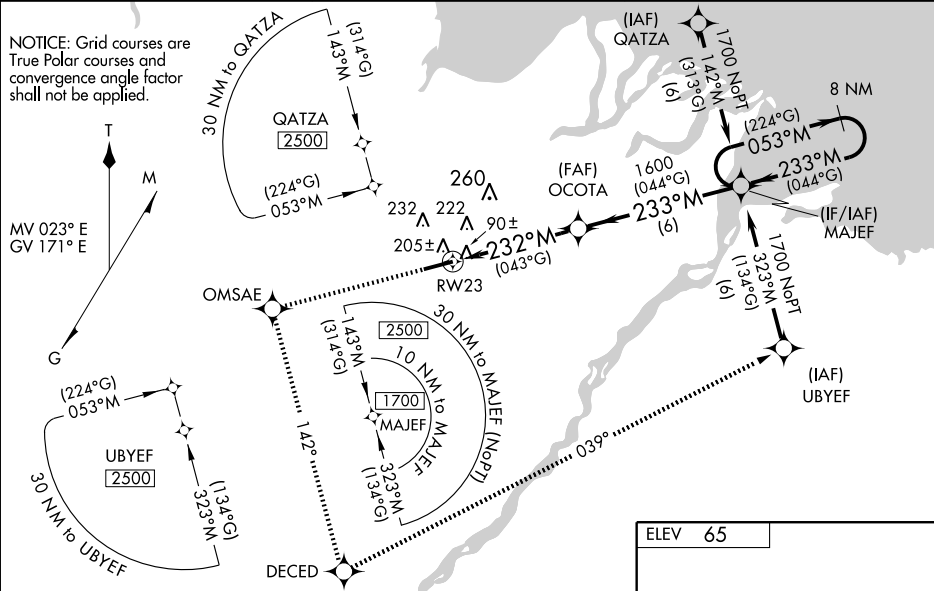 NOTICE: Grid courses are
True Polar courses and
convergence angle factor
shall not be applied.
T
M
MV 023° E
GV 171° E
G
30 NM to QATZA
(314°G)
143°M
QATZA
2500
(224°G)
053°M
(IAF)
QATZA
1700 NoPT
142°M
(313°G)
(6)
8 NM
(224°G)
053°M
233°M
(044°G)
(IF/IAF)
MAJEF
(FAF)
OCOTA
1600
(044°G)
233°M
(6)
260
232
222
205±
90±
232°M
(043°G)
RW23
OMSAE
1700 NoPT
323°M
(134°G)
(6)
(IAF)
UBYEF
143°M
(314°G)
2500
30 NM to MAJEF (NoPT)
10 NM to MAJEF
1700
MAJEF
323°M
(134°G)
142°
039°
DECED
(224°G)
053°M
UBYEF
2500
30 NM to UBYEF
(134°G)
323°M
ELEV 65